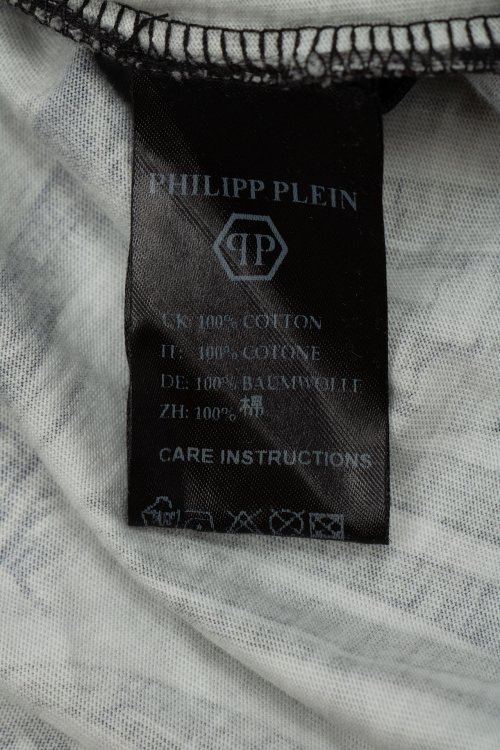 PHILIPP PLEIN
PP
UK: 100% COTTON
IT: 100% COTONE
DE: 100% BAUMWOLLE
ZH: 100% 棉
CARE INSTRUCTIONS